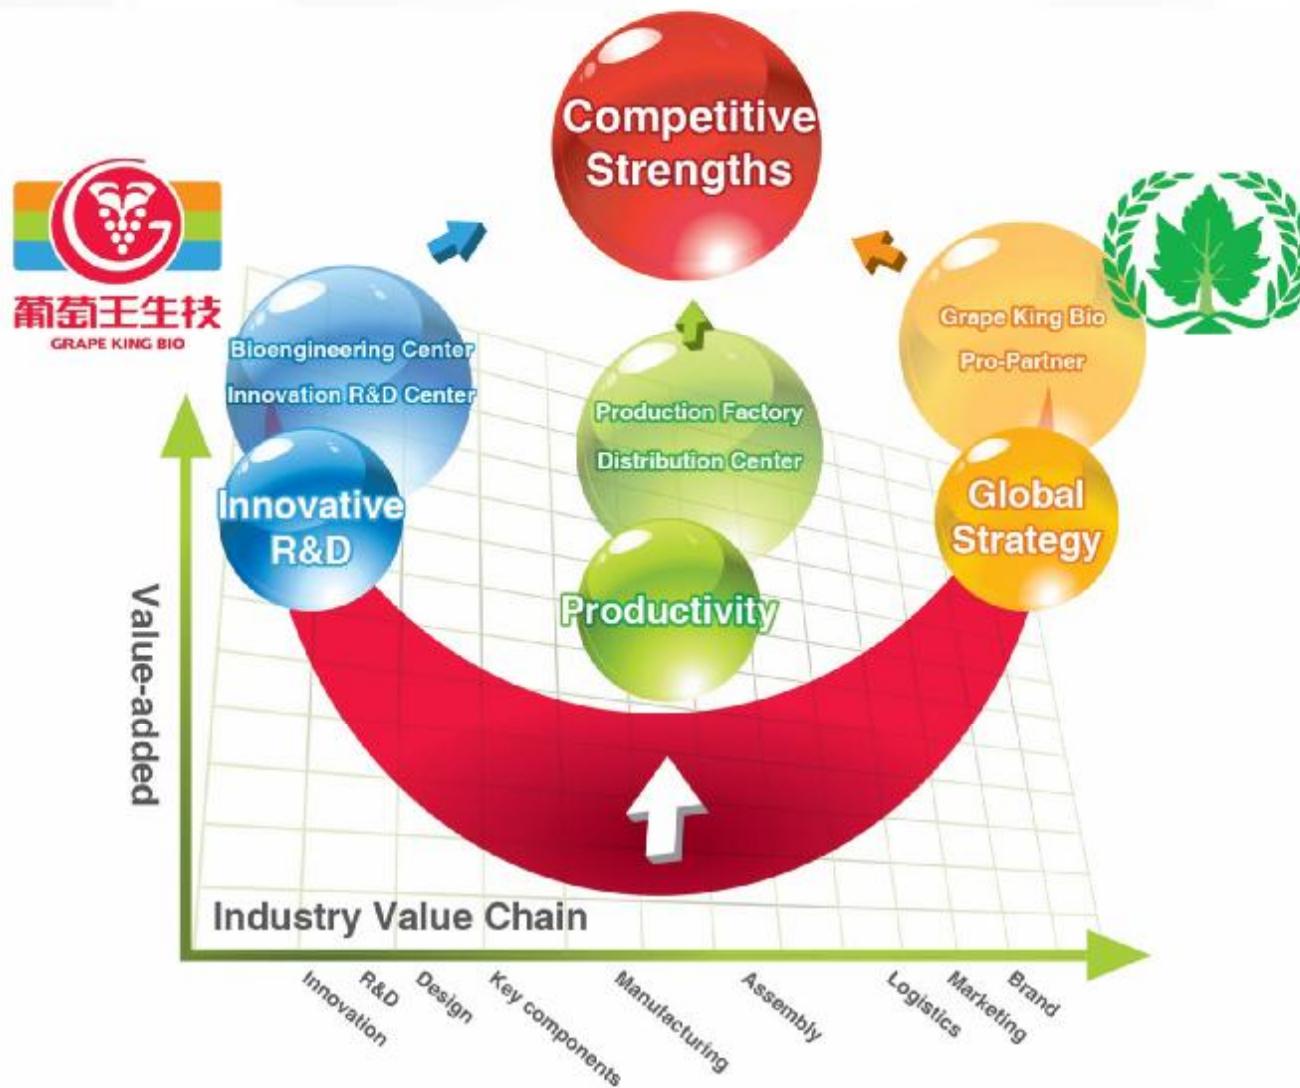 Competitive
Strengths
葡萄王生技
GRAPE KING BIO
Bioengineering Center
Innovation R&D Center
Innovative
R&D
Production Factory
Distribution Center
Productivity
Grape King Bio
Pro-Partner
Global
Strategy
Value-added
Industry Value Chain
Innovation
R&D
Design
Key components
Manufacturing
Assembly
Logistics
Marketing
Brand